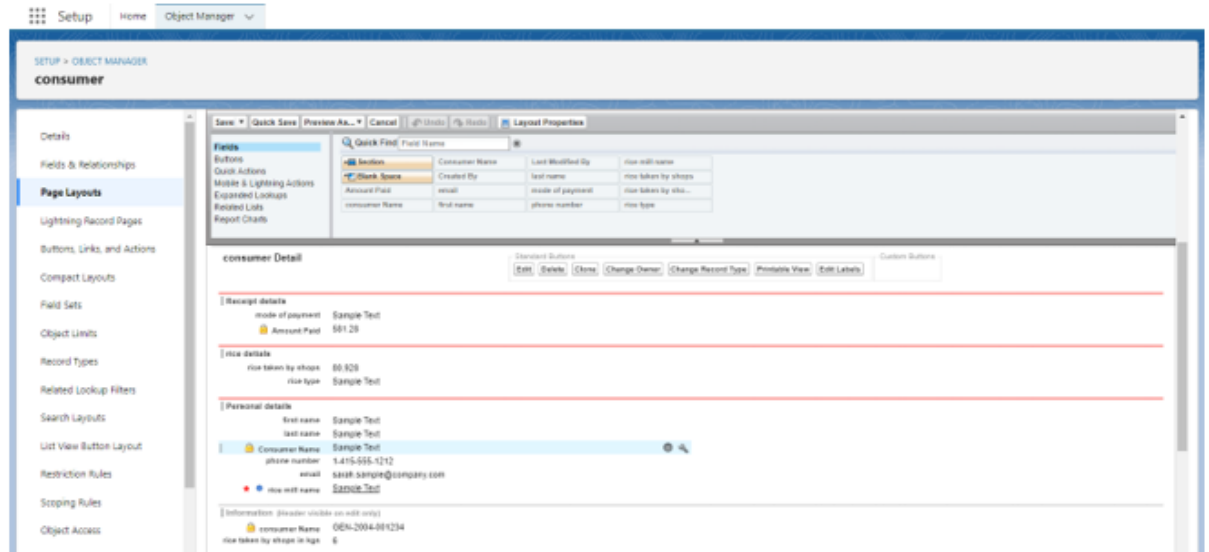 Setup Home Object Manager
SETUP > OBJECT MANAGER
consumer
Details
Fields & Relationships
Page Layouts
Lightning Record Pages
Buttons, Links, and Actions
Compact Layouts
Field Sets
Object Limits
Record Types
Related Lookup Filters
Search Layouts
List View Button Layout
Restriction Rules
Scoping Rules
Object Access
Save Quick Save Preview As... Cancel Undo Redo Layout Properties
Fields
Buttons
Quick Actions
Mobile & Lightning Actions
Expanded Lookups
Related Lists
Report Charts
Quick Find Field Name
Section Consumer Name Last Modified By rice mill name
Blank Space Created By last name rice taken by shops
Amount Paid email mode of payment rice taken by sho...
consumer Name first name phone number rice type
consumer Detail
Standard Buttons
Edit Delete Clone Change Owner Change Record Type Printable View Edit Labels
Custom Buttons
Receipt details
mode of payment Sample Text
Amount Paid 561.20
rice details
rice taken by shops 80,920
rice type Sample Text
Personal details
first name Sample Text
last name Sample Text
Consumer Name Sample Text
phone number 1-415-555-1212
email sarah.sample@company.com
rice mill name Sample Text
Information (Header visible on edit only)
consumer Name GEN-2004-001234
rice taken by shops in kgs 6